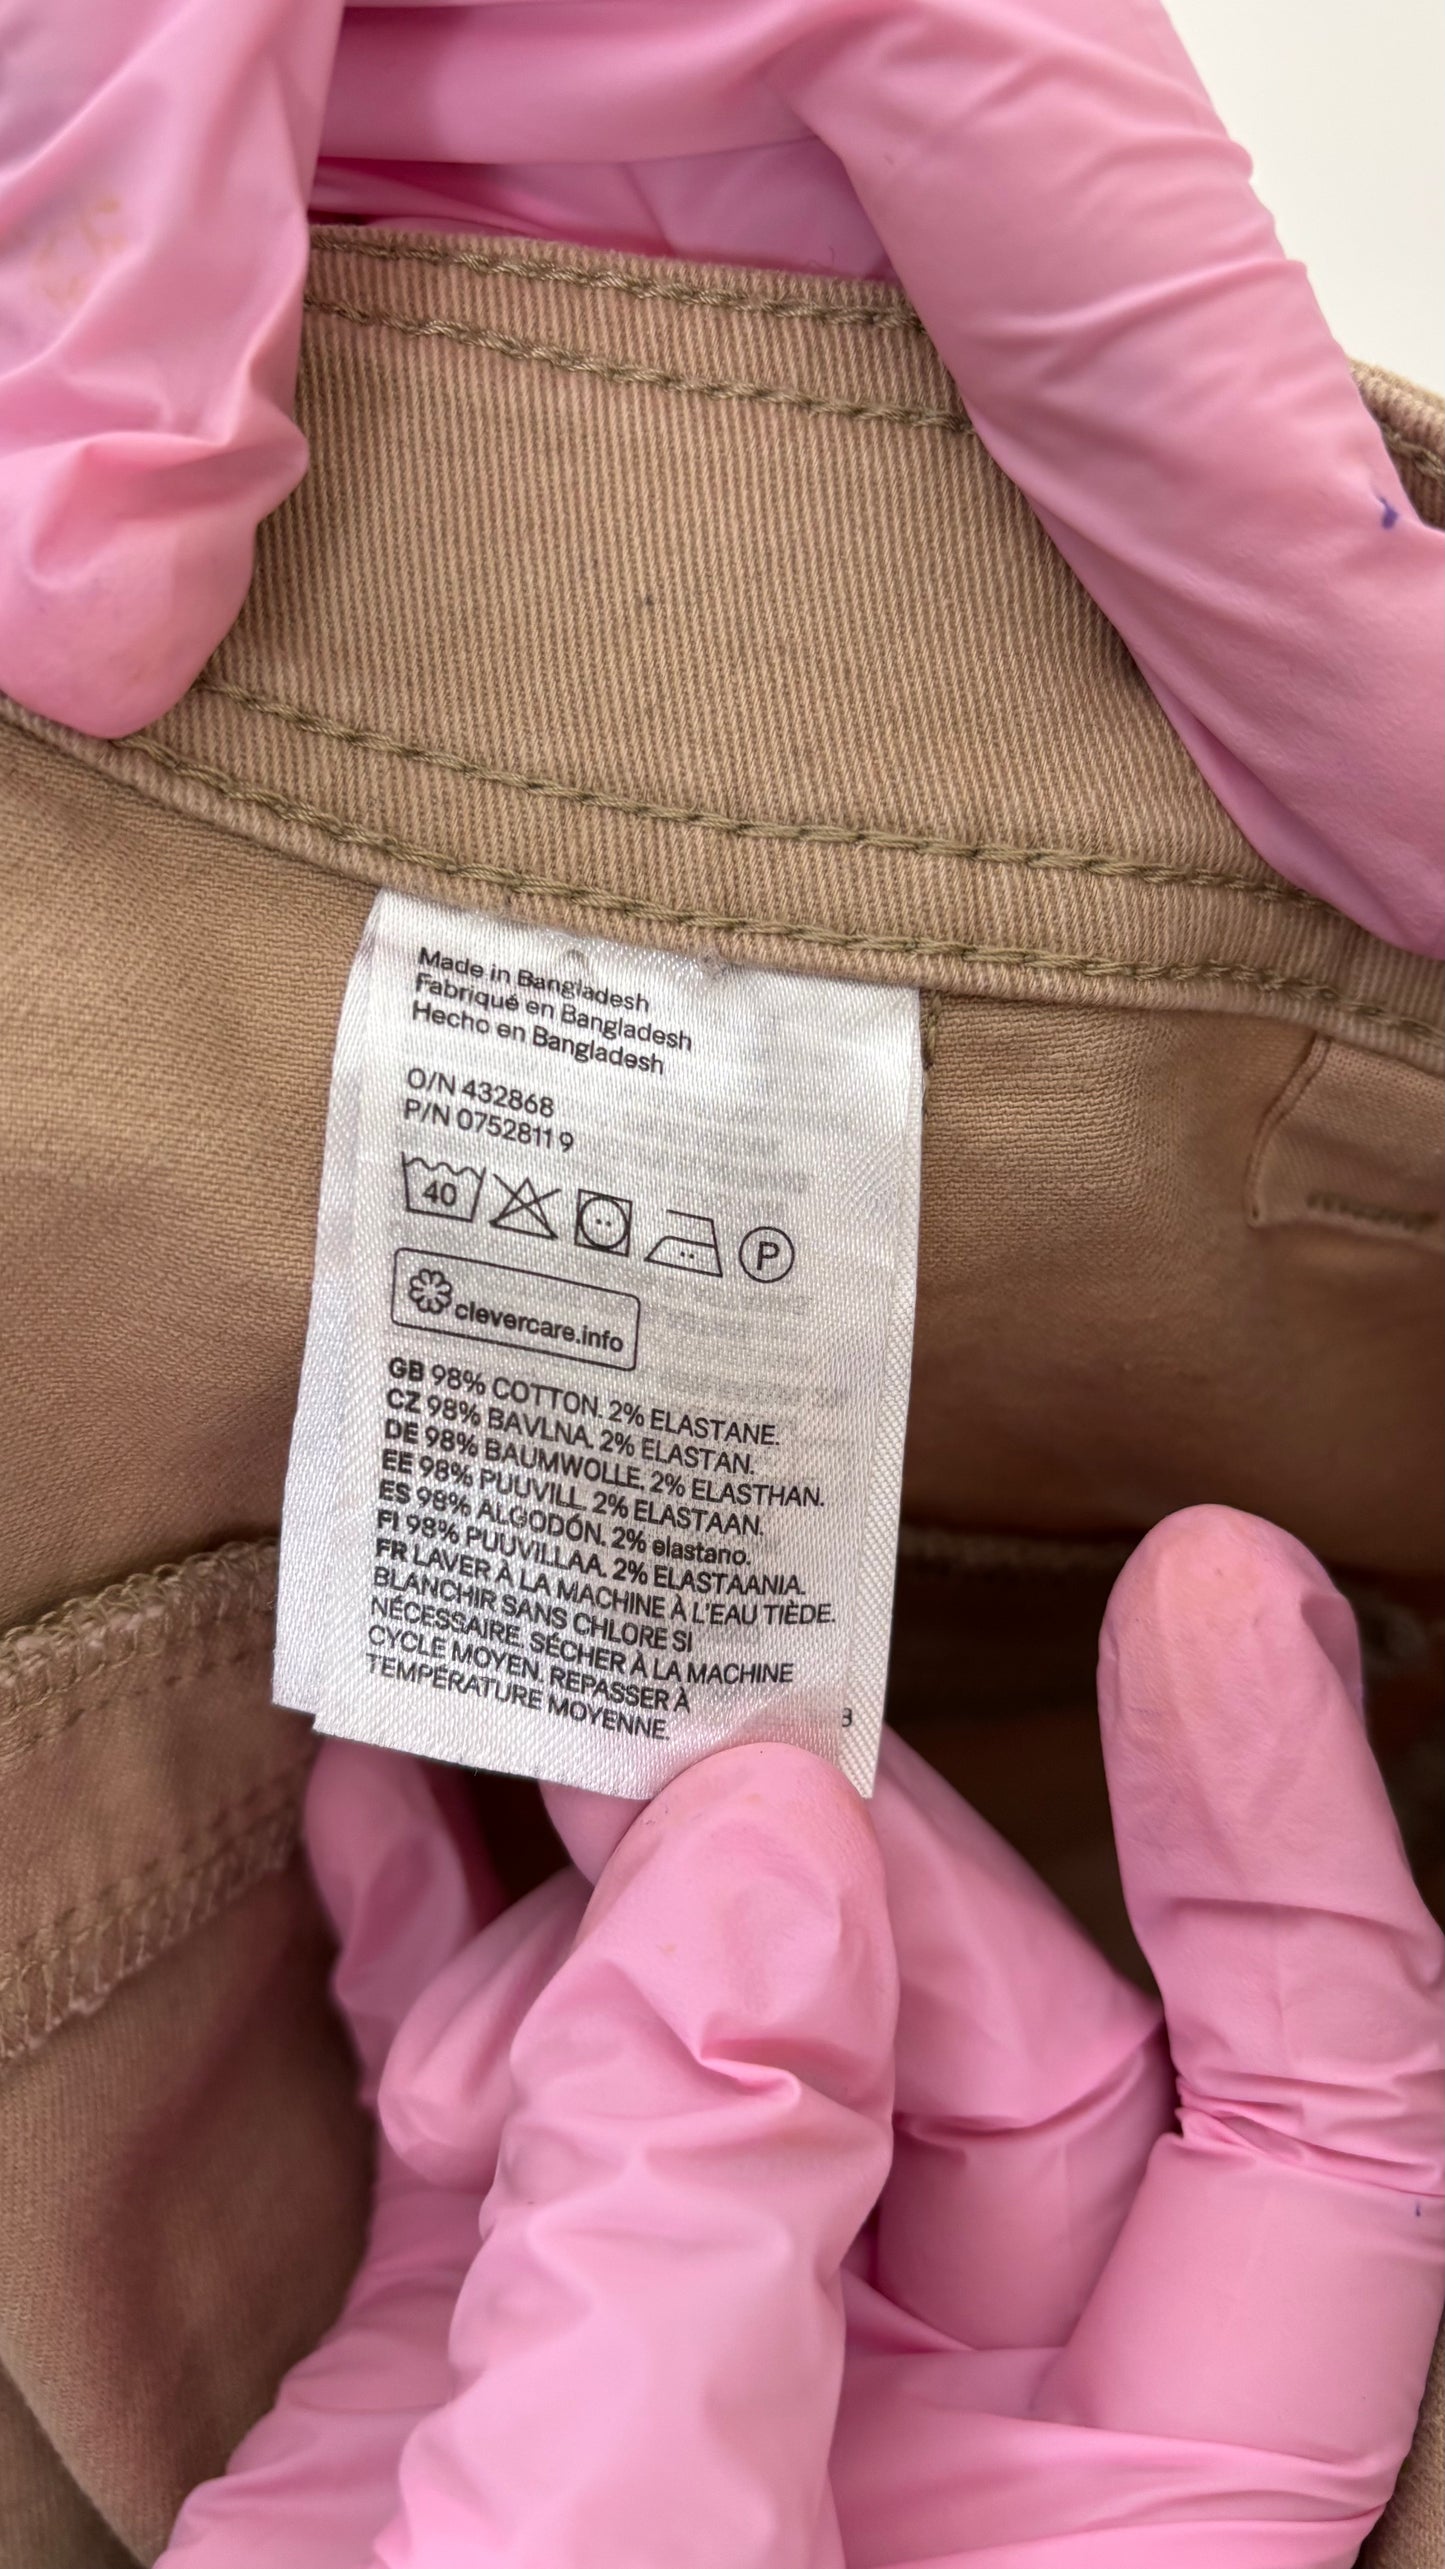 Made in Bangladesh
Fabriqué en Bangladesh
Hecho en Bangladesh
O/N 432868
P/N 0752811 9
40
P
clevercare.info
GB 98% COTTON. 2% ELASTANE.
CZ 98% BAVLNA. 2% ELASTAN.
DE 98% BAUMWOLLE. 2% ELASTHAN.
EE 98% PUUVILL. 2% ELASTAAN.
ES 98% ALGODÓN. 2% elastano.
FI 98% PUUVILLAA. 2% ELASTAANIA.
FR LAVER À LA MACHINE À L'EAU TIÈDE.
BLANCHIR SANS CHLORE SI
NÉCESSAIRE. SÉCHER À LA MACHINE
CYCLE MOYEN. REPASSER À
TEMPÉRATURE MOYENNE.